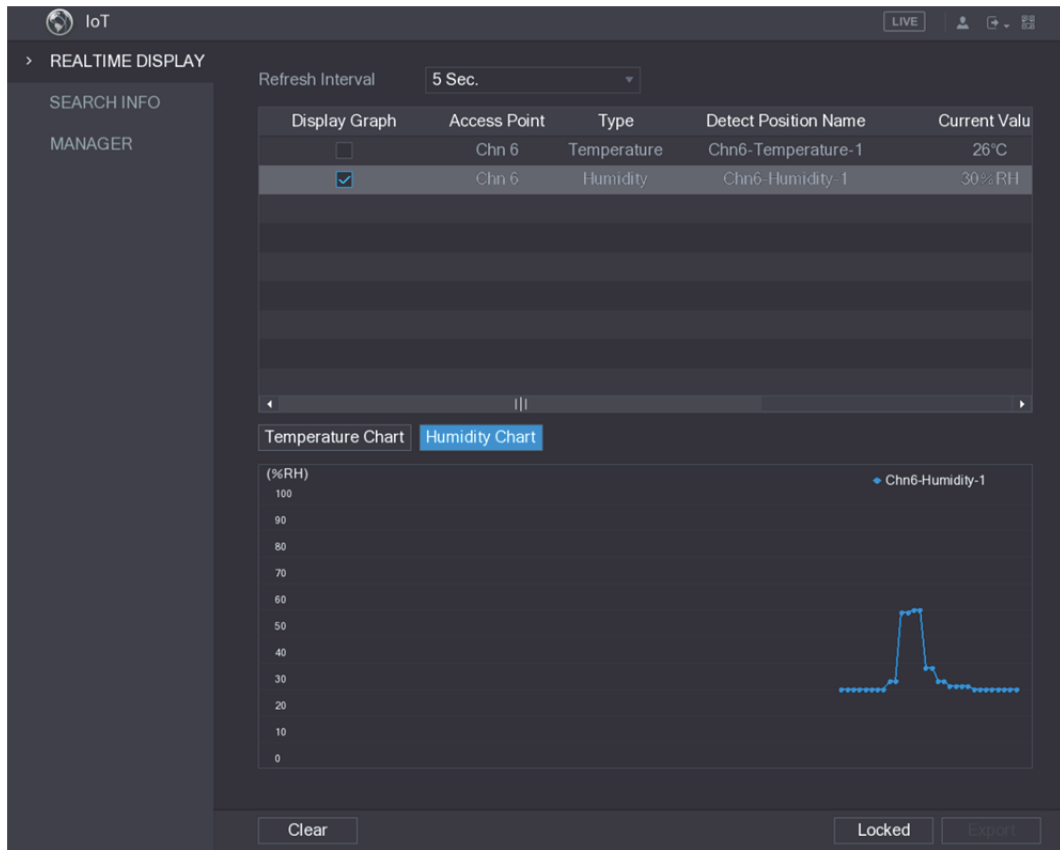 IoT
LIVE
REALTIME DISPLAY
SEARCH INFO
MANAGER
Refresh Interval
5 Sec.
Display Graph Access Point Type Detect Position Name Current Valu
Chn 6 Temperature Chn6-Temperature-1 26°C
Chn 6 Humidity Chn6-Humidity-1 30%RH
Temperature Chart
Humidity Chart
(%RH)
Chn6-Humidity-1
100
90
80
70
60
50
40
30
20
10
0
Clear
Locked
Export